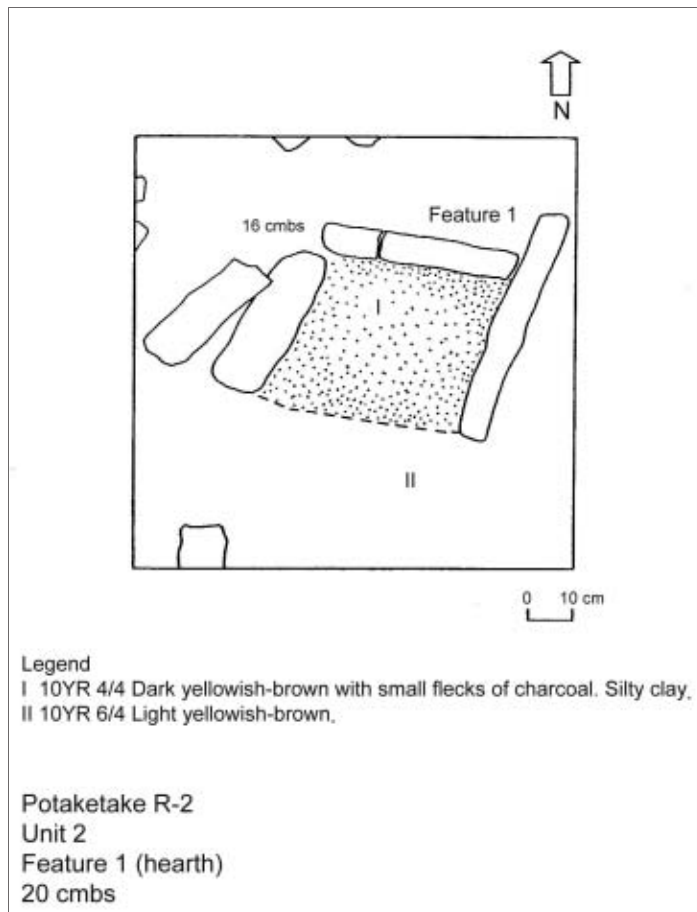 N
Feature 1
16 cmbs
I
II
0 10 cm
Legend
I 10YR 4/4 Dark yellowish-brown with small flecks of charcoal. Silty clay.
II 10YR 6/4 Light yellowish-brown.
Potaketake R-2
Unit 2
Feature 1 (hearth)
20 cmbs